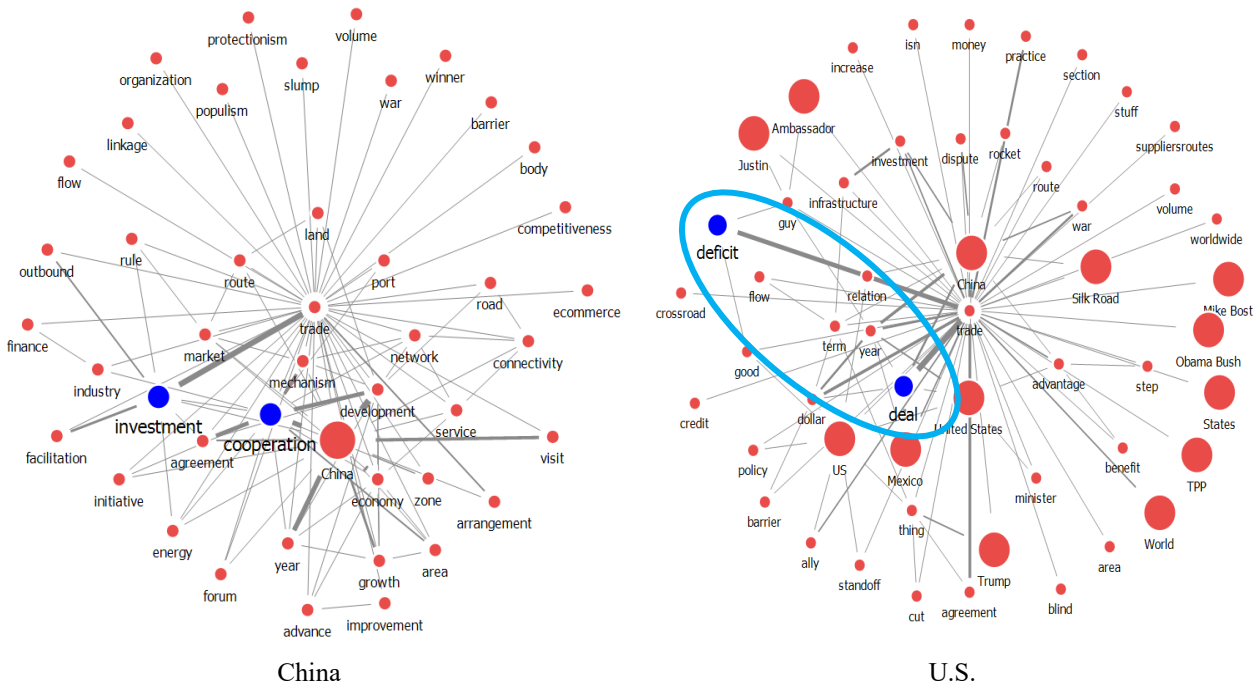 volume
protectionism
slump
winner
organization
populism
war
barrier
linkage
body
flow
land
competitiveness
rule
outbound
route
port
road
ecommerce
trade
finance
market
network
connectivity
industry
mechanism
development
investment
cooperation
service
facilitation
agreement
China
visit
initiative
economy
zone
arrangement
energy
year
area
forum
growth
advance
improvement
China
isn
money
practice
increase
section
stuff
Ambassador
suppliersroutes
Justin
investment
dispute
rocket
route
infrastructure
volume
guy
war
worldwide
deficit
China
Silk Road
flow
relation
Mike Bost
crossroad
trade
term
year
Obama Bush
good
advantage
step
dollar
deal
credit
United States
States
policy
US
Mexico
benefit
TPP
barrier
minister
thing
World
ally
standoff
Trump
area
cut
agreement
blind
U.S.